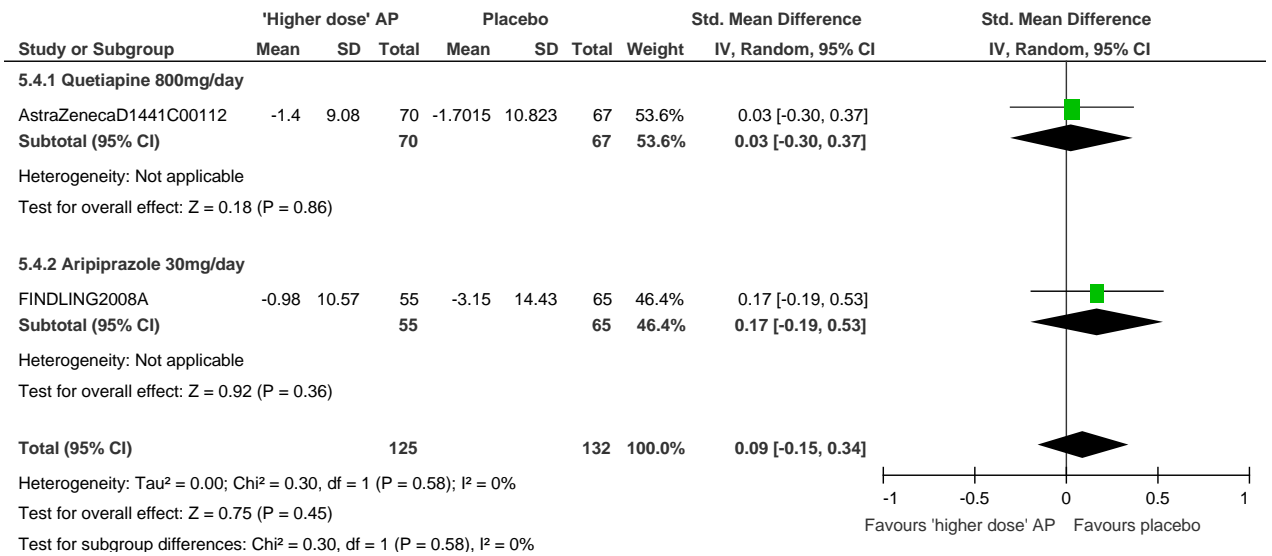 'Higher dose' AP Placebo Std. Mean Difference Std. Mean Difference
Study or Subgroup Mean SD Total Mean SD Total Weight IV, Random, 95% CI IV, Random, 95% CI
5.4.1 Quetiapine 800mg/day
AstraZenecaD1441C00112 -1.4 9.08 70 -1.7015 10.823 67 53.6% 0.03 [-0.30, 0.37]
Subtotal (95% CI) 70 67 53.6% 0.03 [-0.30, 0.37]
Heterogeneity: Not applicable
Test for overall effect: Z = 0.18 (P = 0.86)
5.4.2 Aripiprazole 30mg/day
FINDLING2008A -0.98 10.57 55 -3.15 14.43 65 46.4% 0.17 [-0.19, 0.53]
Subtotal (95% CI) 55 65 46.4% 0.17 [-0.19, 0.53]
Heterogeneity: Not applicable
Test for overall effect: Z = 0.92 (P = 0.36)
Total (95% CI) 125 132 100.0% 0.09 [-0.15, 0.34]
Heterogeneity: Tau² = 0.00; Chi² = 0.30, df = 1 (P = 0.58); I² = 0%
Test for overall effect: Z = 0.75 (P = 0.45)
Test for subgroup differences: Chi² = 0.30, df = 1 (P = 0.58), I² = 0%
-1 -0.5 0 0.5 1
Favours 'higher dose' AP Favours placebo